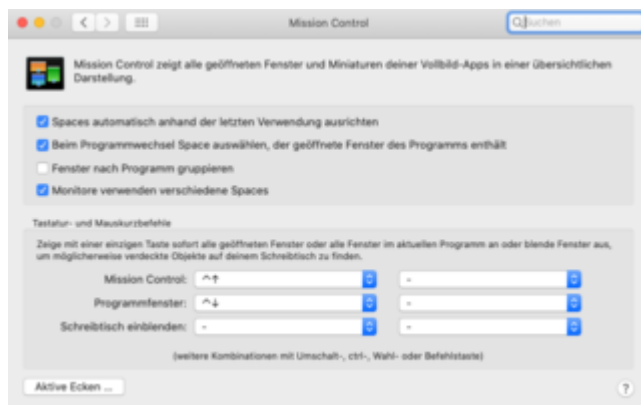 Mission Control
Suchen
Mission Control zeigt alle geöffneten Fenster und Miniaturen deiner Vollbild-Apps in einer übersichtlichen
Darstellung.
Spaces automatisch anhand der letzten Verwendung ausrichten
Beim Programmwechsel Space auswählen, der geöffnete Fenster des Programms enthält
Fenster nach Programm gruppieren
Monitore verwenden verschiedene Spaces
Tastatur- und Mauskurzbefehle
Zeige mit einer einzigen Taste sofort alle geöffneten Fenster oder alle Fenster im aktuellen Programm an oder blende Fenster aus,
um möglicherweise verdeckte Objekte auf deinem Schreibtisch zu finden.
Mission Control: ^↑ -
Programmfenster: ^↓ -
Schreibtisch einblenden: - -
(weitere Kombinationen mit Umschalt-, ctrl-, Wahl- oder Befehlstaste)
Aktive Ecken ... ?